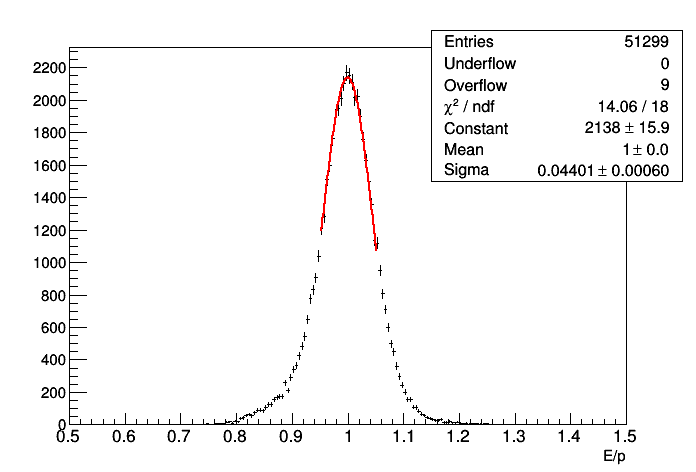 Entries 51299
Underflow 0
Overflow 9
χ² / ndf 14.06 / 18
Constant 2138 ± 15.9
Mean 1 ± 0.0
Sigma 0.04401 ± 0.00060
2200
2000
1800
1600
1400
1200
1000
800
600
400
200
0
0.5 0.6 0.7 0.8 0.9 1 1.1 1.2 1.3 1.4 1.5
E/p